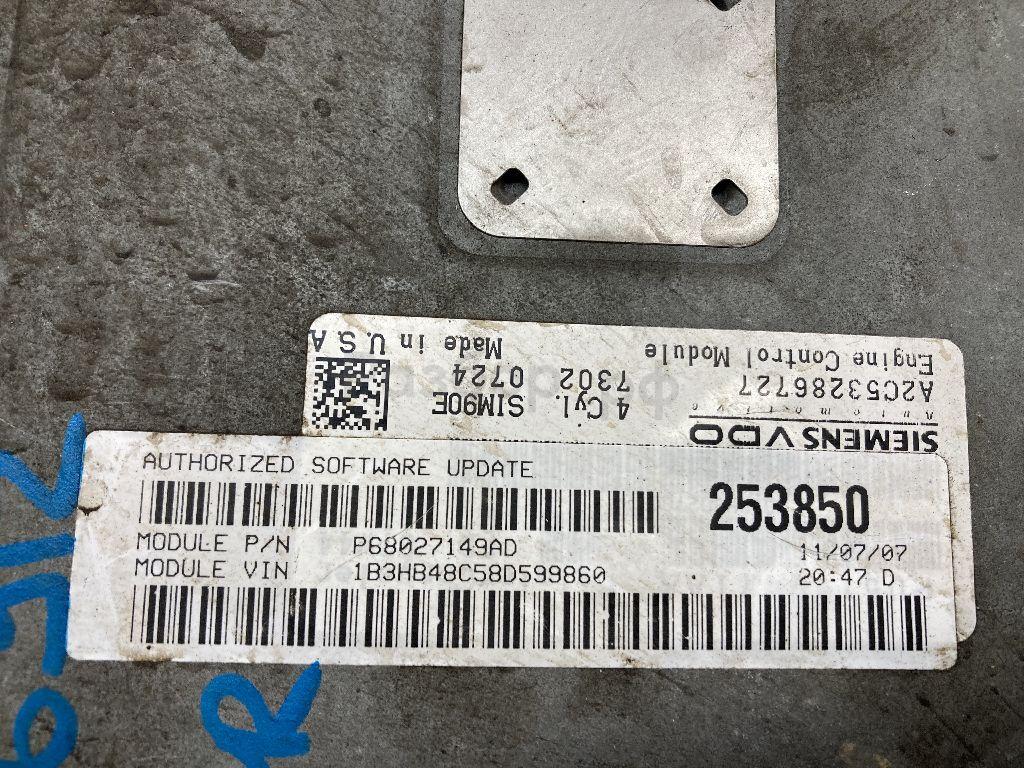 SIEMENS VDO
Automotive
A2C53286727
Engine Control Module
4 Cyl. SIM90E
7302 0724
Made in U.S.A
AUTHORIZED SOFTWARE UPDATE
253850
MODULE P/N P68027149AD 11/07/07
MODULE VIN 1B3HB48C58D599860 20:47 D
R